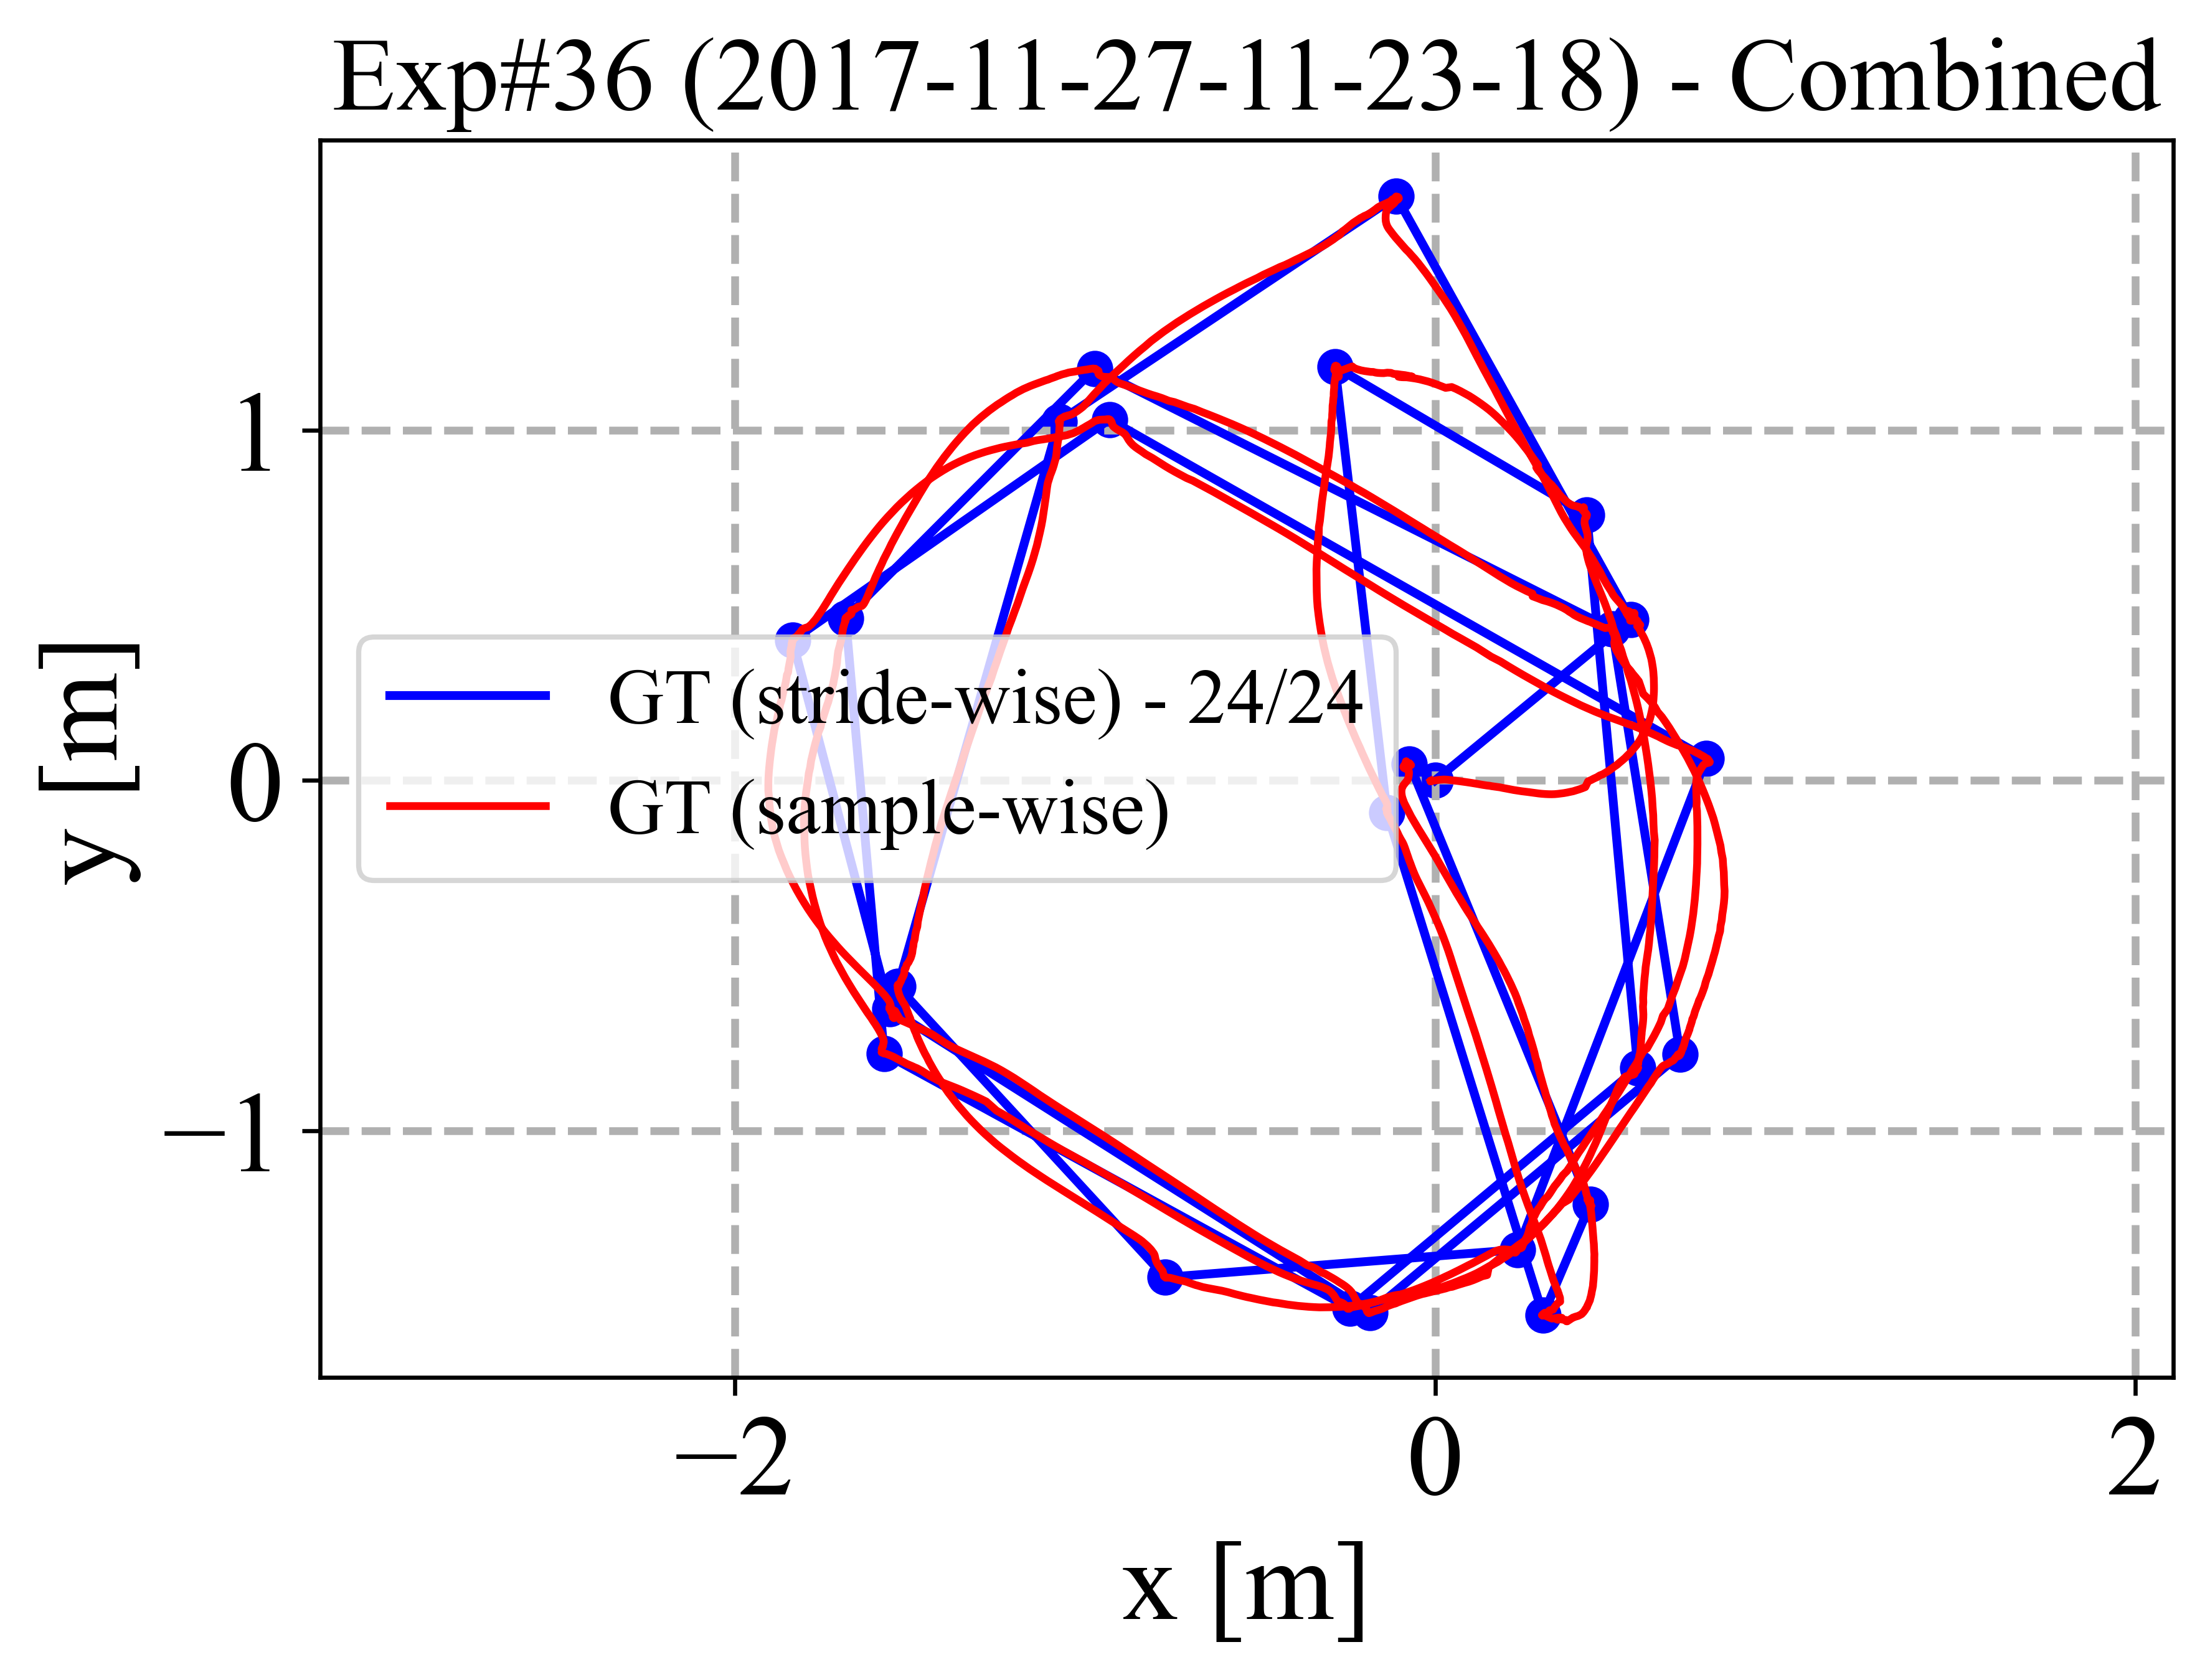 Exp#36 (2017-11-27-11-23-18) - Combined
y [m]
1
0
−1
GT (stride-wise) - 24/24
GT (sample-wise)
−2
0
2
x [m]